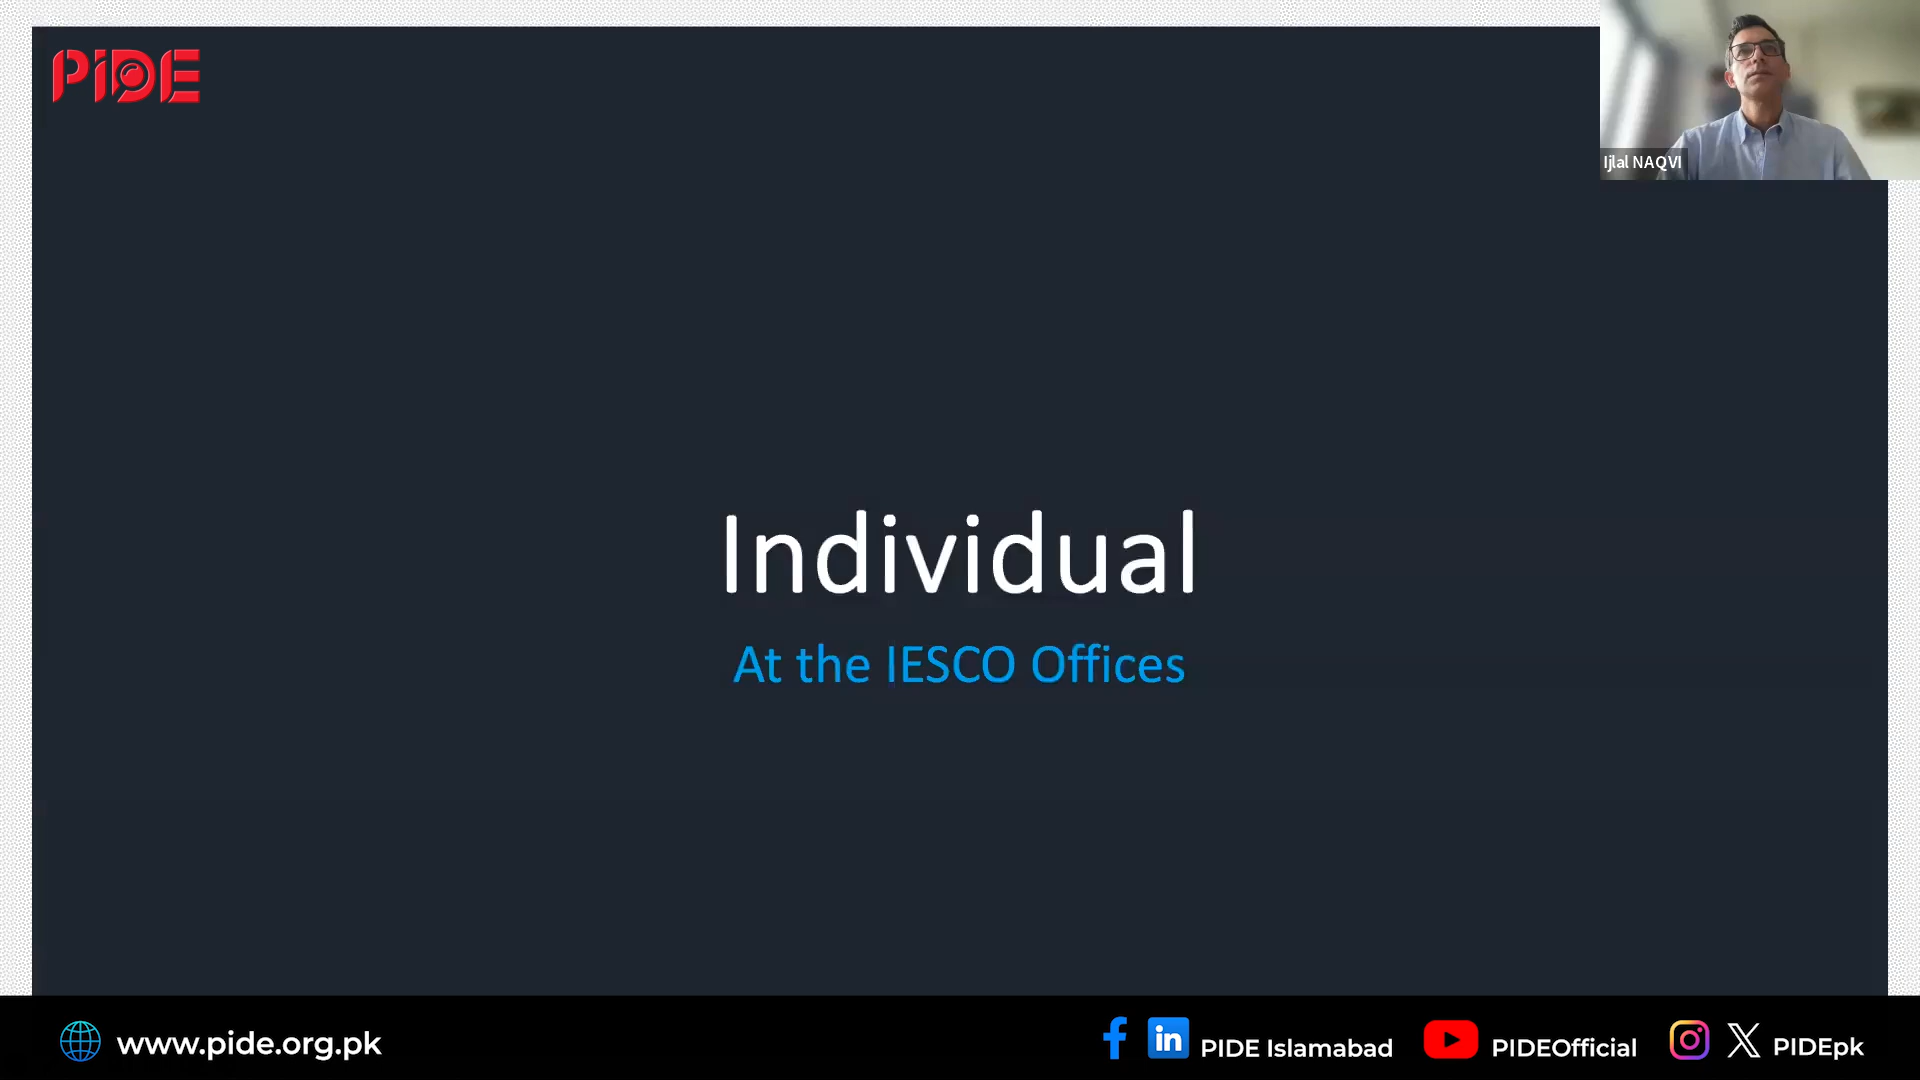 PIDE
Ijlal NAQVI
Individual
At the IESCO Offices
www.pide.org.pk
PIDE Islamabad
PIDEOfficial
PIDEpk